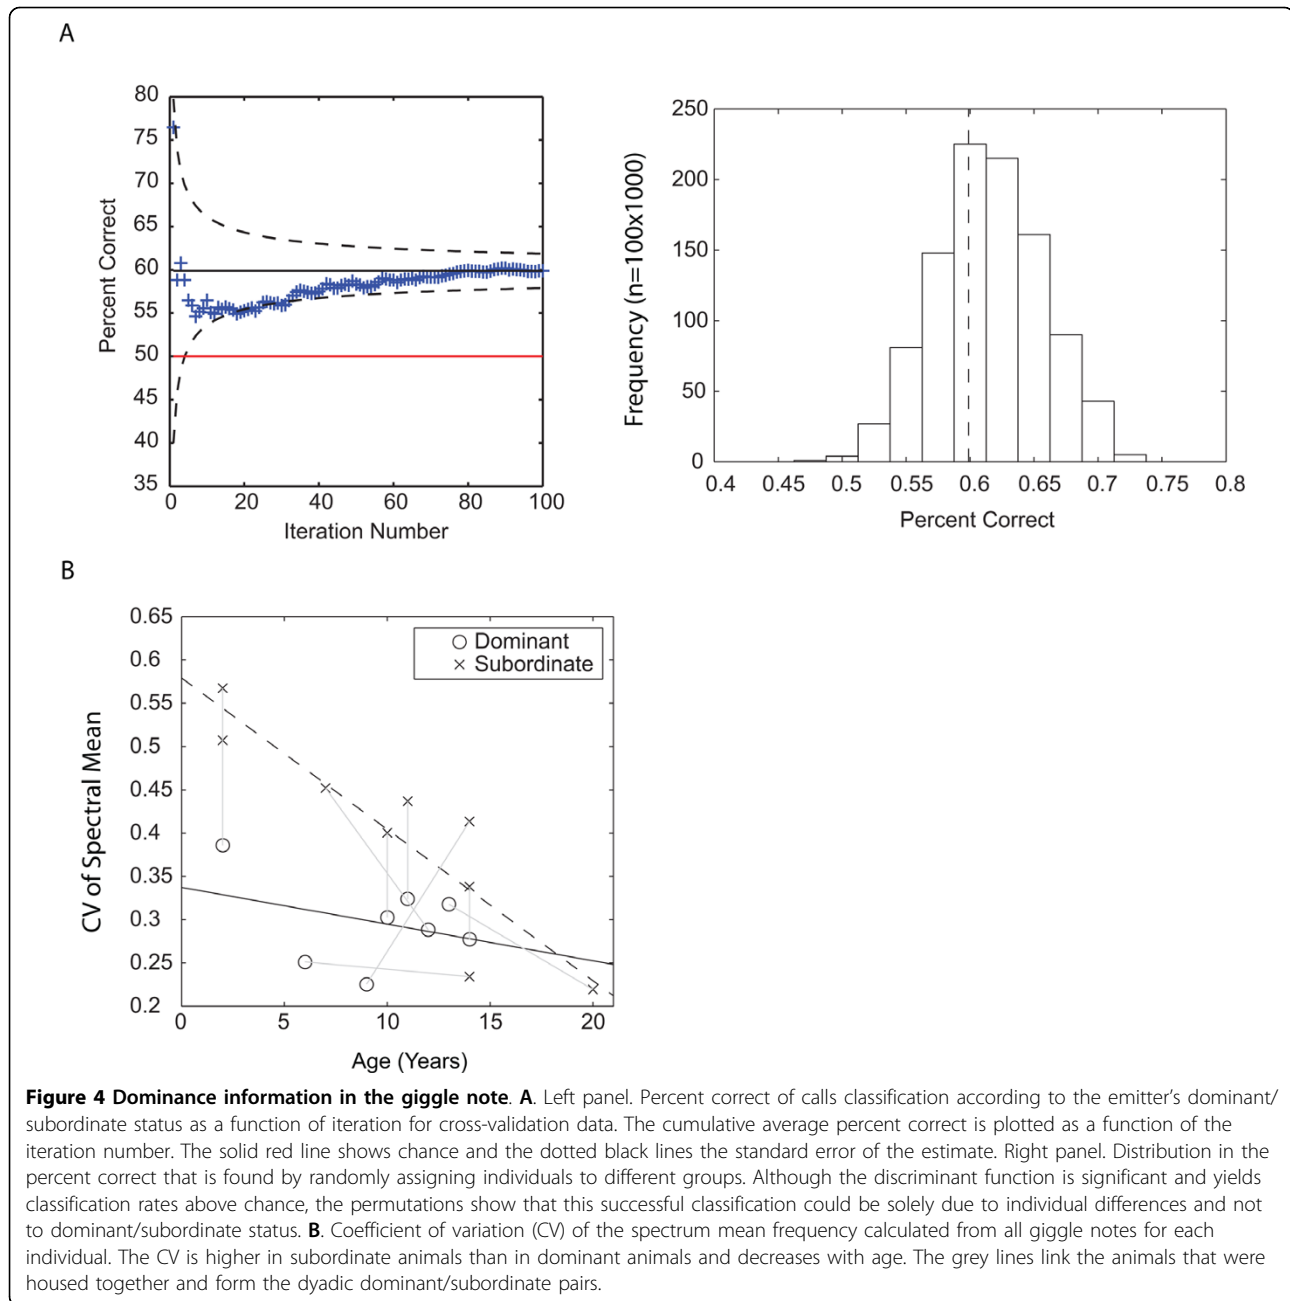 A
80
75
70
65
60
55
50
45
40
35
0
20
40
60
80
100
Percent Correct
Iteration Number
250
200
150
100
50
0
0.4
0.45
0.5
0.55
0.6
0.65
0.7
0.75
0.8
Frequency (n=100x1000)
Percent Correct
B
0.65
0.6
0.55
0.5
0.45
0.4
0.35
0.3
0.25
0.2
0
5
10
15
20
CV of Spectral Mean
Age (Years)
Dominant
Subordinate
Figure 4 Dominance information in the giggle note. A. Left panel. Percent correct of calls classification according to the emitter's dominant/
subordinate status as a function of iteration for cross-validation data. The cumulative average percent correct is plotted as a function of the
iteration number. The solid red line shows chance and the dotted black lines the standard error of the estimate. Right panel. Distribution in the
percent correct that is found by randomly assigning individuals to different groups. Although the discriminant function is significant and yields
classification rates above chance, the permutations show that this successful classification could be solely due to individual differences and not
to dominant/subordinate status. B. Coefficient of variation (CV) of the spectrum mean frequency calculated from all giggle notes for each
individual. The CV is higher in subordinate animals than in dominant animals and decreases with age. The grey lines link the animals that were
housed together and form the dyadic dominant/subordinate pairs.